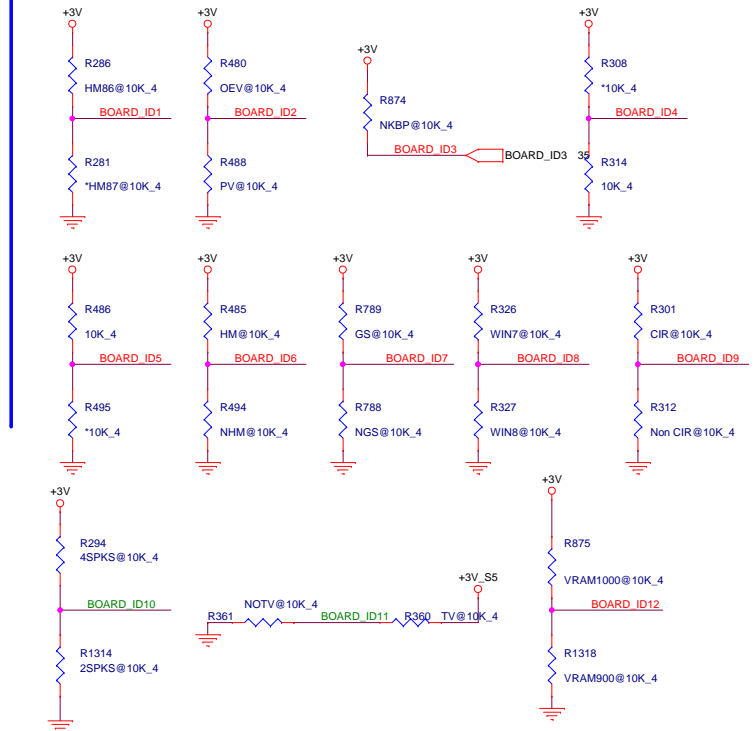 +3V
R286
HM86@10K_4
BOARD_ID1
R281
*HM87@10K_4
+3V
R480
OEV@10K_4
BOARD_ID2
R488
PV@10K_4
+3V
R874
NKBP@10K_4
BOARD_ID3
BOARD_ID3 35
+3V
R308
*10K_4
BOARD_ID4
R314
10K_4
+3V
R486
10K_4
BOARD_ID5
R495
*10K_4
+3V
R485
HM@10K_4
BOARD_ID6
R494
NHM@10K_4
+3V
R789
GS@10K_4
BOARD_ID7
R788
NGS@10K_4
+3V
R326
WIN7@10K_4
BOARD_ID8
R327
WIN8@10K_4
+3V
R301
CIR@10K_4
BOARD_ID9
R312
Non CIR@10K_4
+3V
R294
4SPKS@10K_4
BOARD_ID10
R1314
2SPKS@10K_4
+3V_S5
NOTV@10K_4
R361
BOARD_ID11
R360
TV@10K_4
+3V
R875
VRAM1000@10K_4
BOARD_ID12
R1318
VRAM900@10K_4